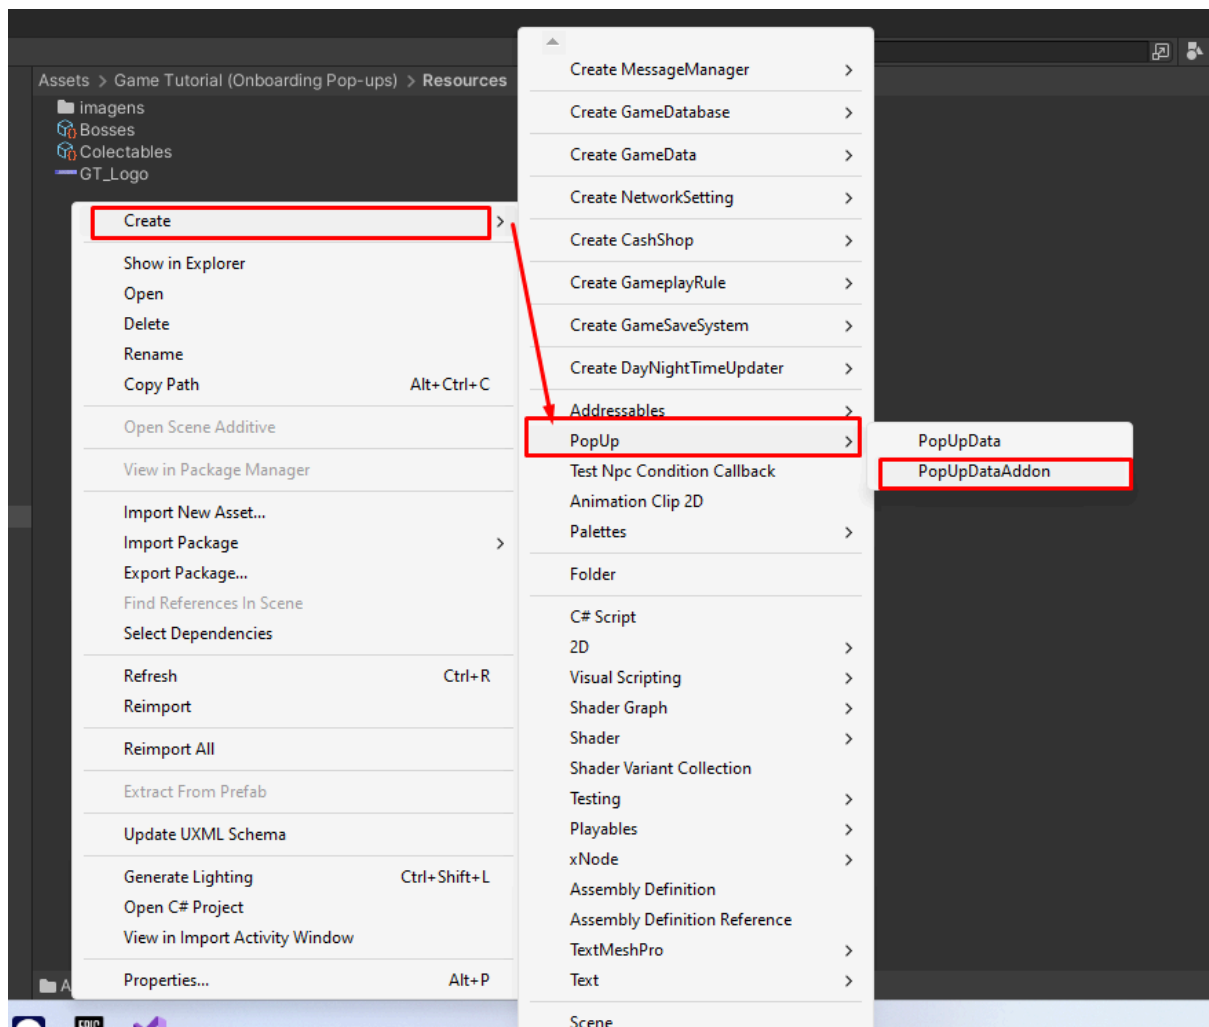 Assets > Game Tutorial (Onboarding Pop-ups) > Resources
imagens
Bosses
Colectables
GT_Logo
Create
Show in Explorer
Open
Delete
Rename
Copy Path Alt+Ctrl+C
Open Scene Additive
View in Package Manager
Import New Asset...
Import Package
Export Package...
Find References In Scene
Select Dependencies
Refresh Ctrl+R
Reimport
Reimport All
Extract From Prefab
Update UXML Schema
Generate Lighting Ctrl+Shift+L
Open C# Project
View in Import Activity Window
Properties... Alt+P
Create MessageManager
Create GameDatabase
Create GameData
Create NetworkSetting
Create CashShop
Create GameplayRule
Create GameSaveSystem
Create DayNightTimeUpdater
Addressables
PopUp
Test Npc Condition Callback
Animation Clip 2D
Palettes
Folder
C# Script
2D
Visual Scripting
Shader Graph
Shader
Shader Variant Collection
Testing
Playables
xNode
Assembly Definition
Assembly Definition Reference
TextMeshPro
Text
Scene
PopUpData
PopUpDataAddon
A
EPIC